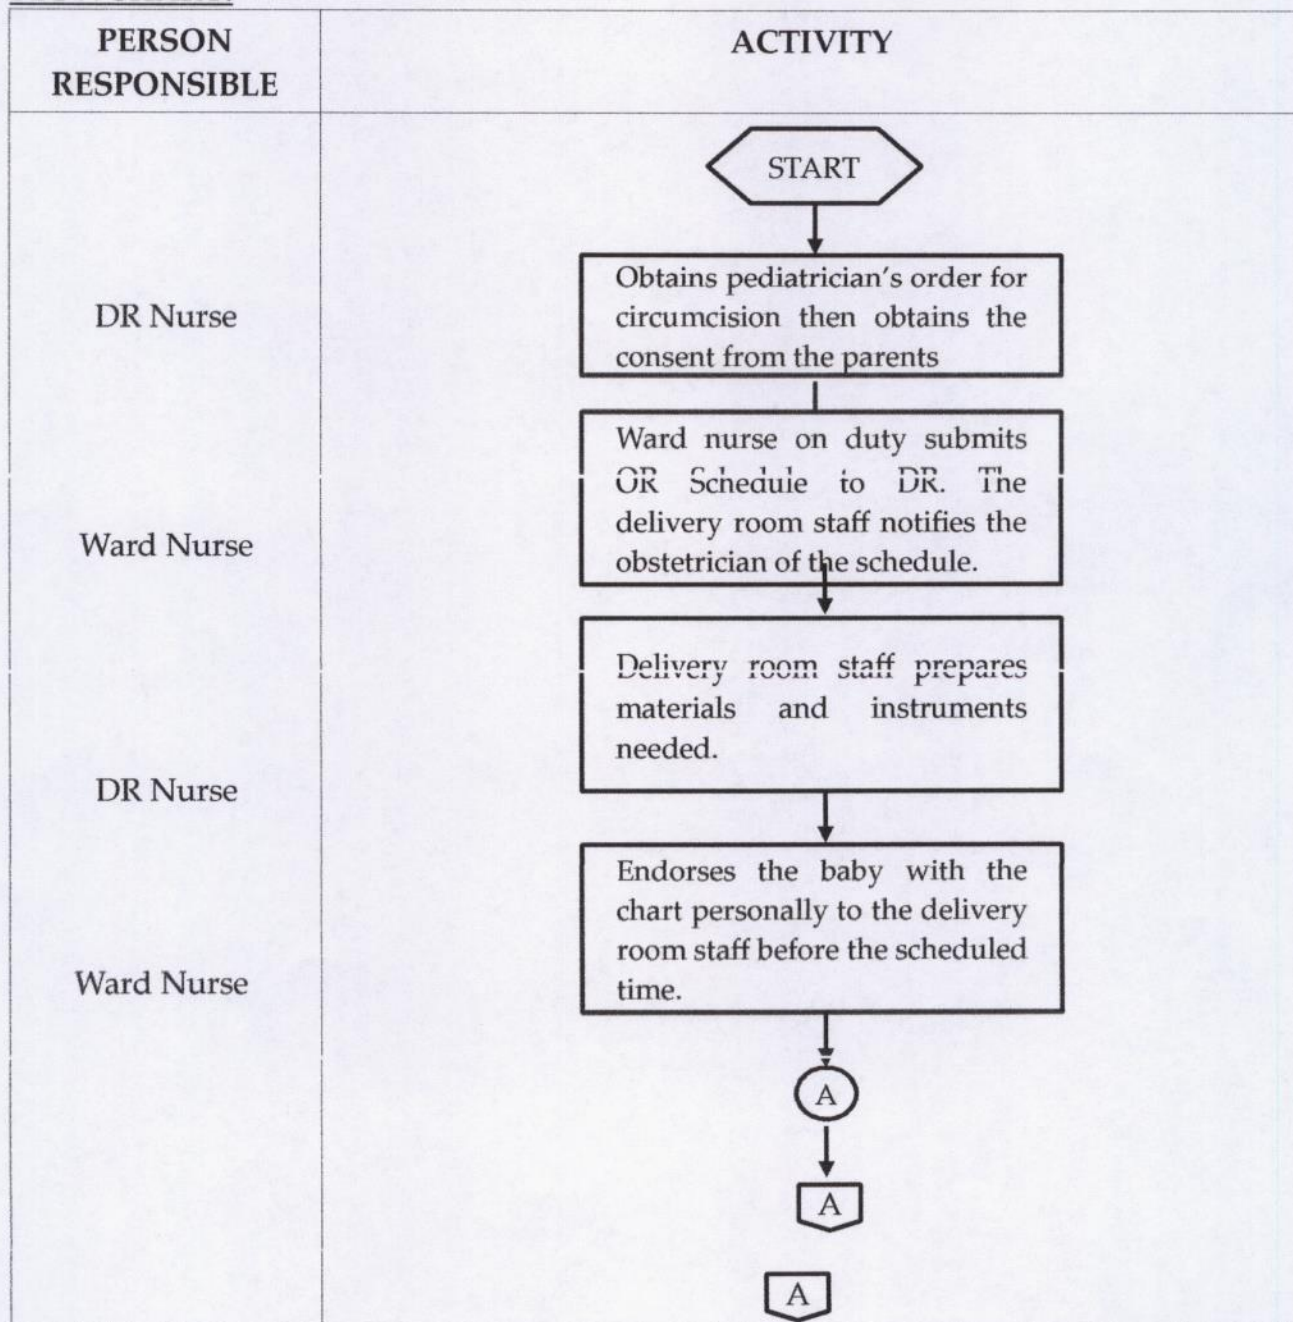 PERSON
RESPONSIBLE
ACTIVITY
START
DR Nurse
Obtains pediatrician's order for
circumcision then obtains the
consent from the parents
Ward Nurse
Ward nurse on duty submits
OR Schedule to DR. The
delivery room staff notifies the
obstetrician of the schedule.
DR Nurse
Delivery room staff prepares
materials and instruments
needed.
Ward Nurse
Endorses the baby with the
chart personally to the delivery
room staff before the scheduled
time.
A
A
A